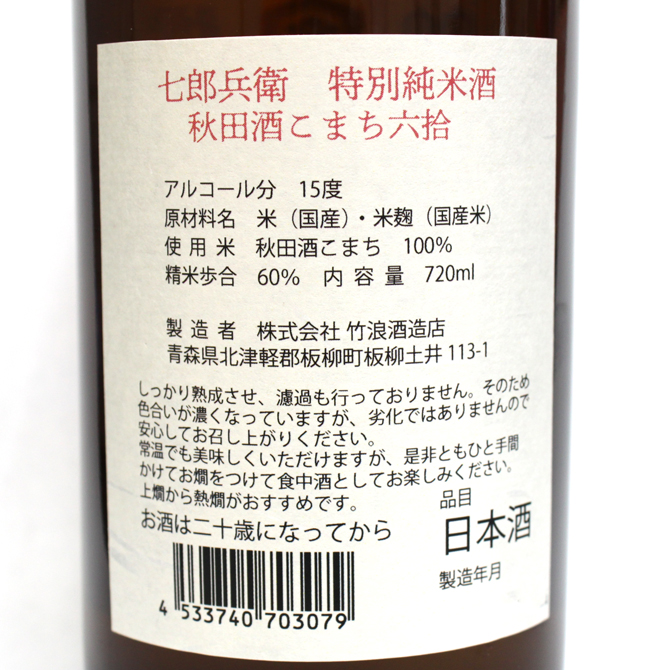 七郎兵衛　特別純米酒
秋田酒こまち六拾
アルコール分　15度
原材料名　米（国産）・米麹（国産米）
使用米　秋田酒こまち　100%
精米歩合　60%　内容量　720ml
製造者　株式会社 竹浪酒造店
青森県北津軽郡板柳町板柳土井 113-1
しっかり熟成させ、濾過も行っておりません。そのため
色合いが濃くなっていますが、劣化ではありませんので
安心してお召し上がりください。
常温でも美味しくいただけますが、是非ともひと手間
かけてお燗をつけて食中酒としてお楽しみください。
上燗から熱燗がおすすめです。
お酒は二十歳になってから
品目
日本酒
製造年月
4 533740 703079